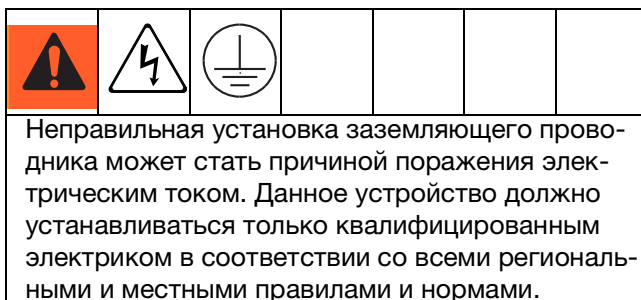 Неправильная установка заземляющего прово-
дника может стать причиной поражения элек-
трическим током. Данное устройство должно
устанавливаться только квалифицированным
электриком в соответствии со всеми региональ-
ными и местными правилами и нормами.